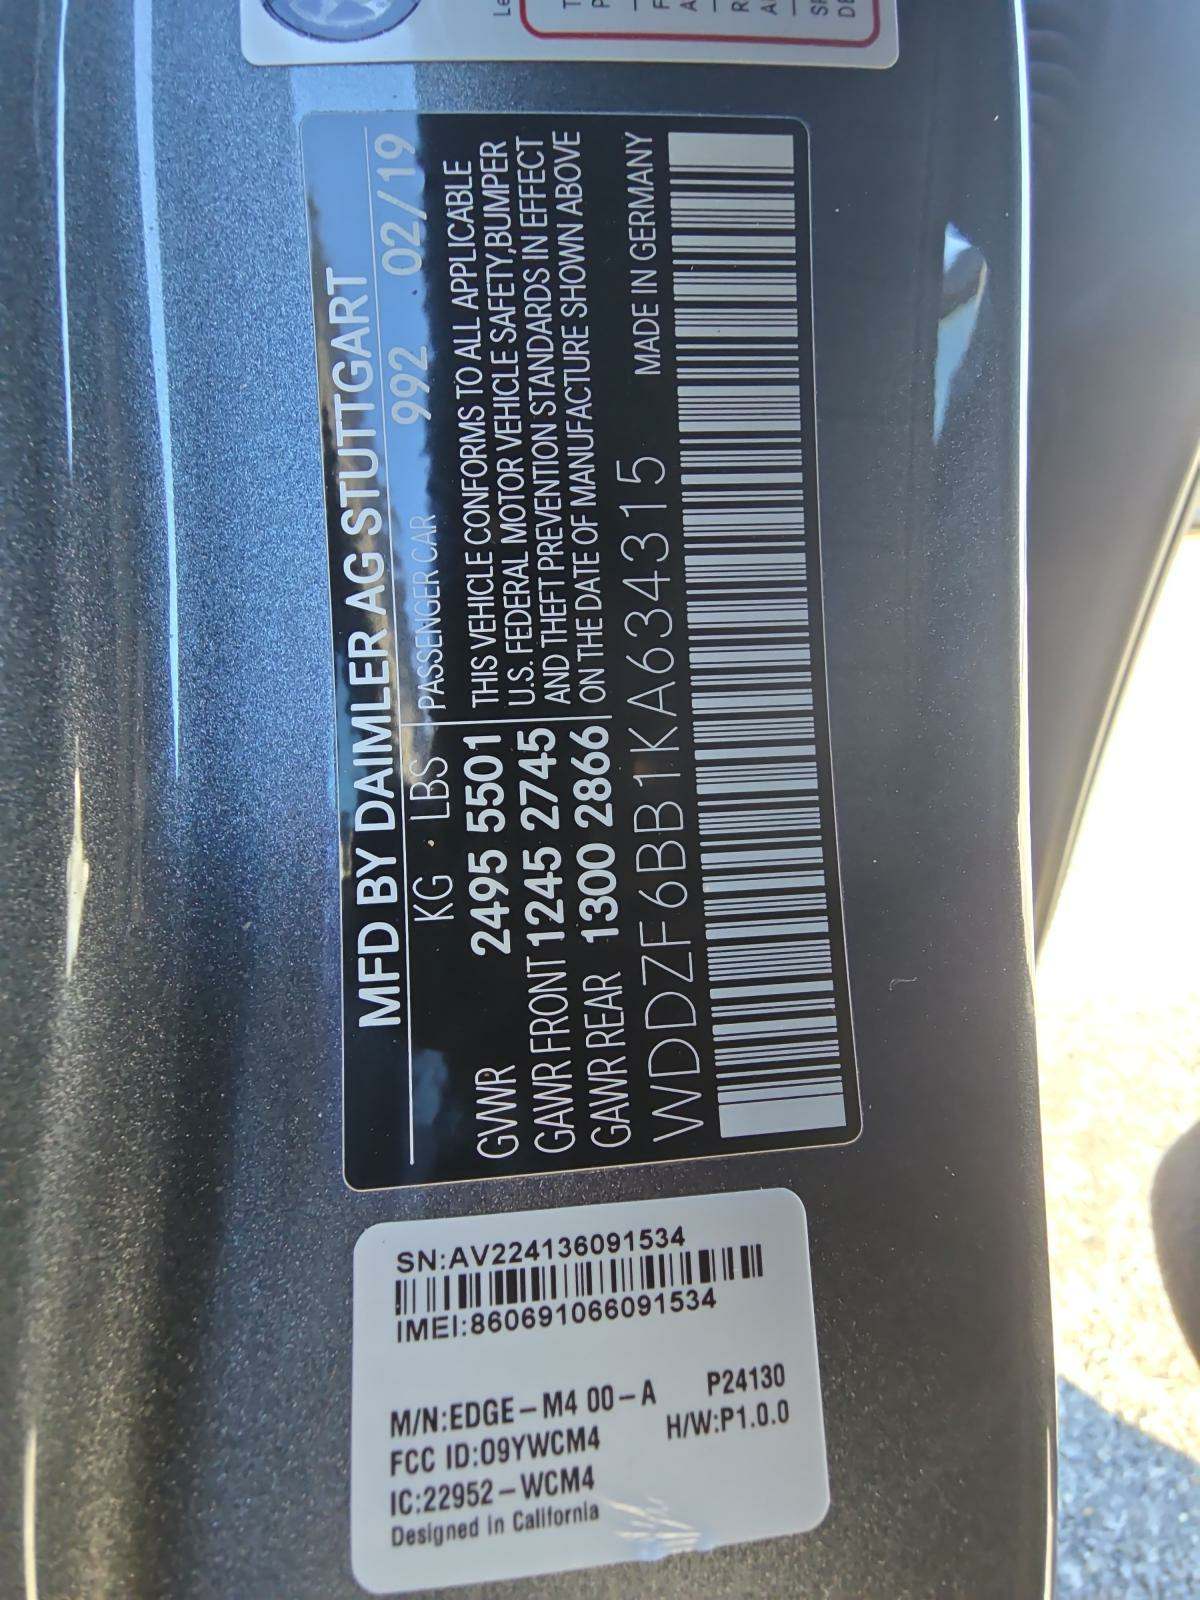 MFD BY DAIMLER AG STUTTGART
KG LBS 992 02/19
PASSENGER CAR
GVWR 2495 5501
GAWR FRONT 1245 2745
GAWR REAR 1300 2866
THIS VEHICLE CONFORMS TO ALL APPLICABLE
U.S. FEDERAL MOTOR VEHICLE SAFETY,BUMPER
AND THEFT PREVENTION STANDARDS IN EFFECT
ON THE DATE OF MANUFACTURE SHOWN ABOVE
WDDZF6BB1KA634315 MADE IN GERMANY
SN:AV224136091534
IMEI:860691066091534
M/N:EDGE-M4 00-A P24130
FCC ID:O9YWCM4 H/W:P1.0.0
IC:22952-WCM4
Designed in California